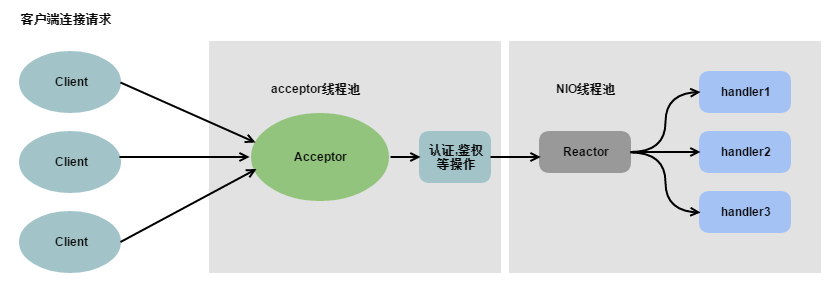 客户端连接请求
Client
Client
Client
acceptor线程池
Acceptor
认证,鉴权
等操作
NIO线程池
Reactor
handler1
handler2
handler3